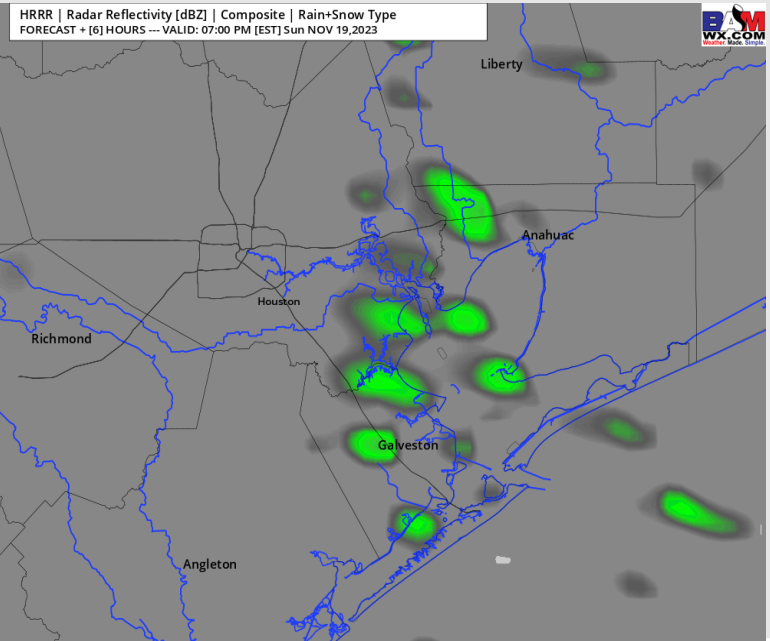 HRRR | Radar Reflectivity [dBZ] | Composite | Rain+Snow Type
FORECAST + [6] HOURS --- VALID: 07:00 PM [EST] Sun NOV 19,2023
BAM
WX.COM
Weather. Made. Simple.
Liberty
Anahuac
Houston
Richmond
Galveston
Angleton